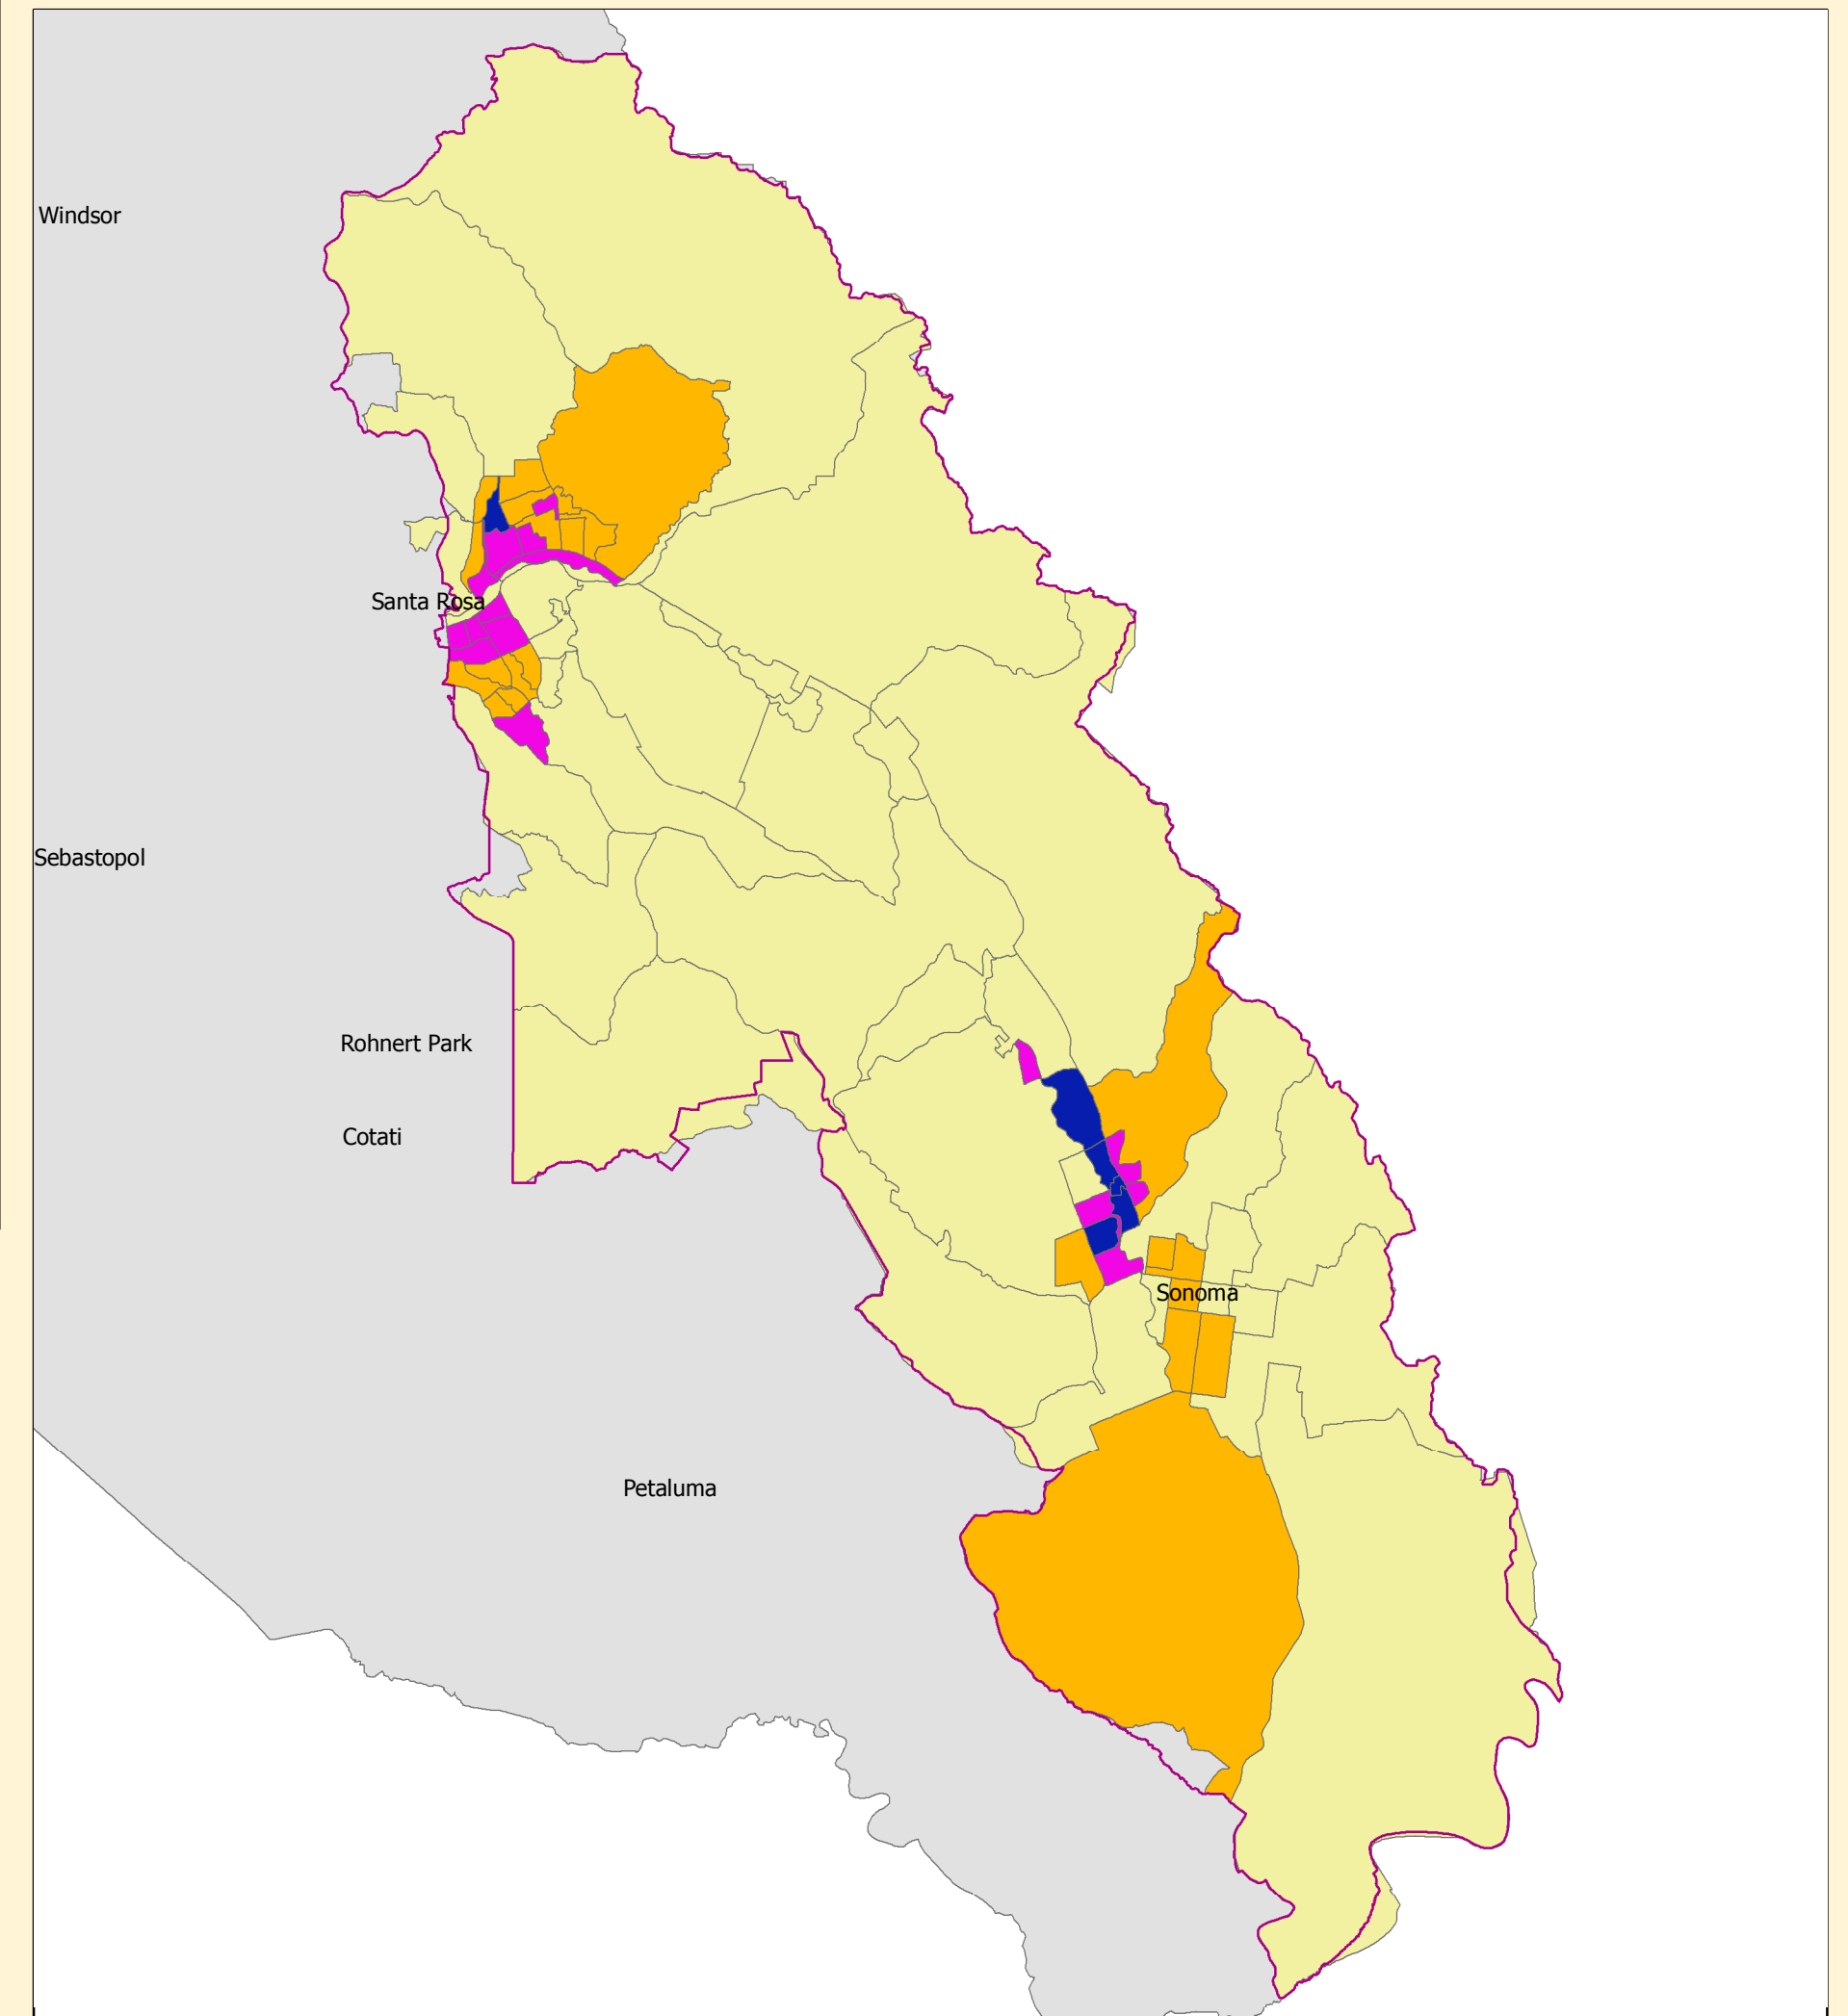 Windsor
Santa Rosa
Sebastopol
Rohnert Park
Cotati
Sonoma
Petaluma